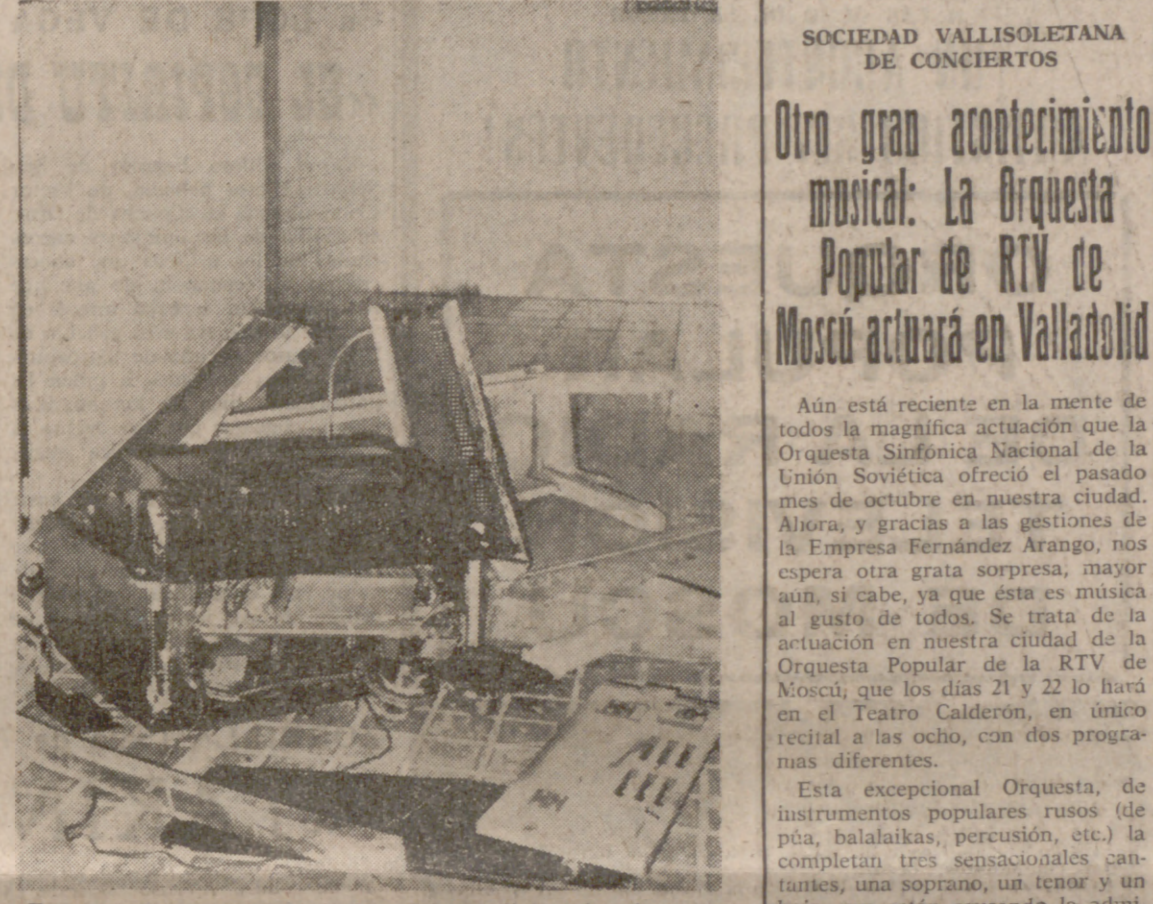 SOCIEDAD VALLISOLETANA
DE CONCIERTOS
Otro gran acontecimiento
musical: La Orquesta
Popular de RTV de
Moscú actuará en Valladolid
Aún está reciente en la mente de
todos la magnífica actuación que la
Orquesta Sinfónica Nacional de la
Unión Soviética ofreció el pasado
mes de octubre en nuestra ciudad.
Ahora, y gracias a las gestiones de
la Empresa Fernández Arango, nos
espera otra grata sorpresa, mayor
aún, si cabe, ya que ésta es música
al gusto de todos. Se trata de la
actuación en nuestra ciudad de la
Orquesta Popular de la RTV de
Moscú, que los días 21 y 22 lo hará
en el Teatro Calderón, en único
recital a las ocho, con dos progra-
mas diferentes.
Esta excepcional Orquesta, de
instrumentos populares rusos (de
púa, balalaikas, percusión, etc.) la
completan tres sensacionales can-
tantes, una soprano, un tenor y un